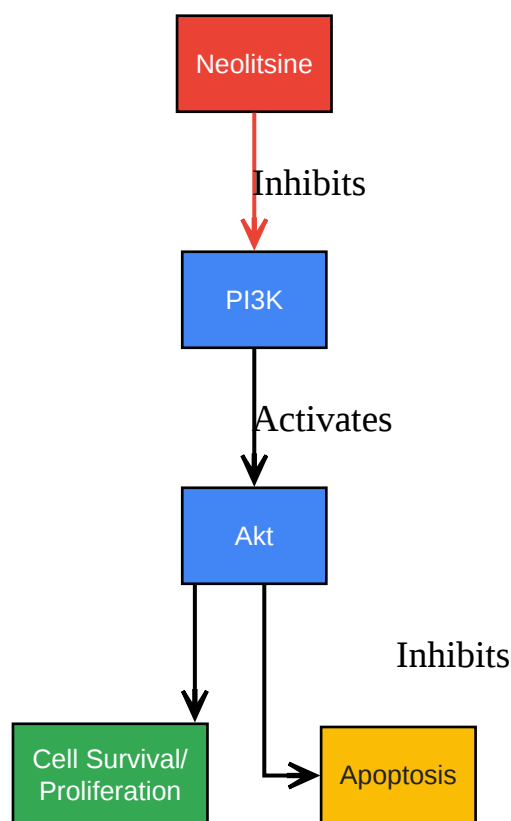 Neolitsine
Inhibits
PI3K
Activates
Akt
Inhibits
Cell Survival/
Proliferation
Apoptosis